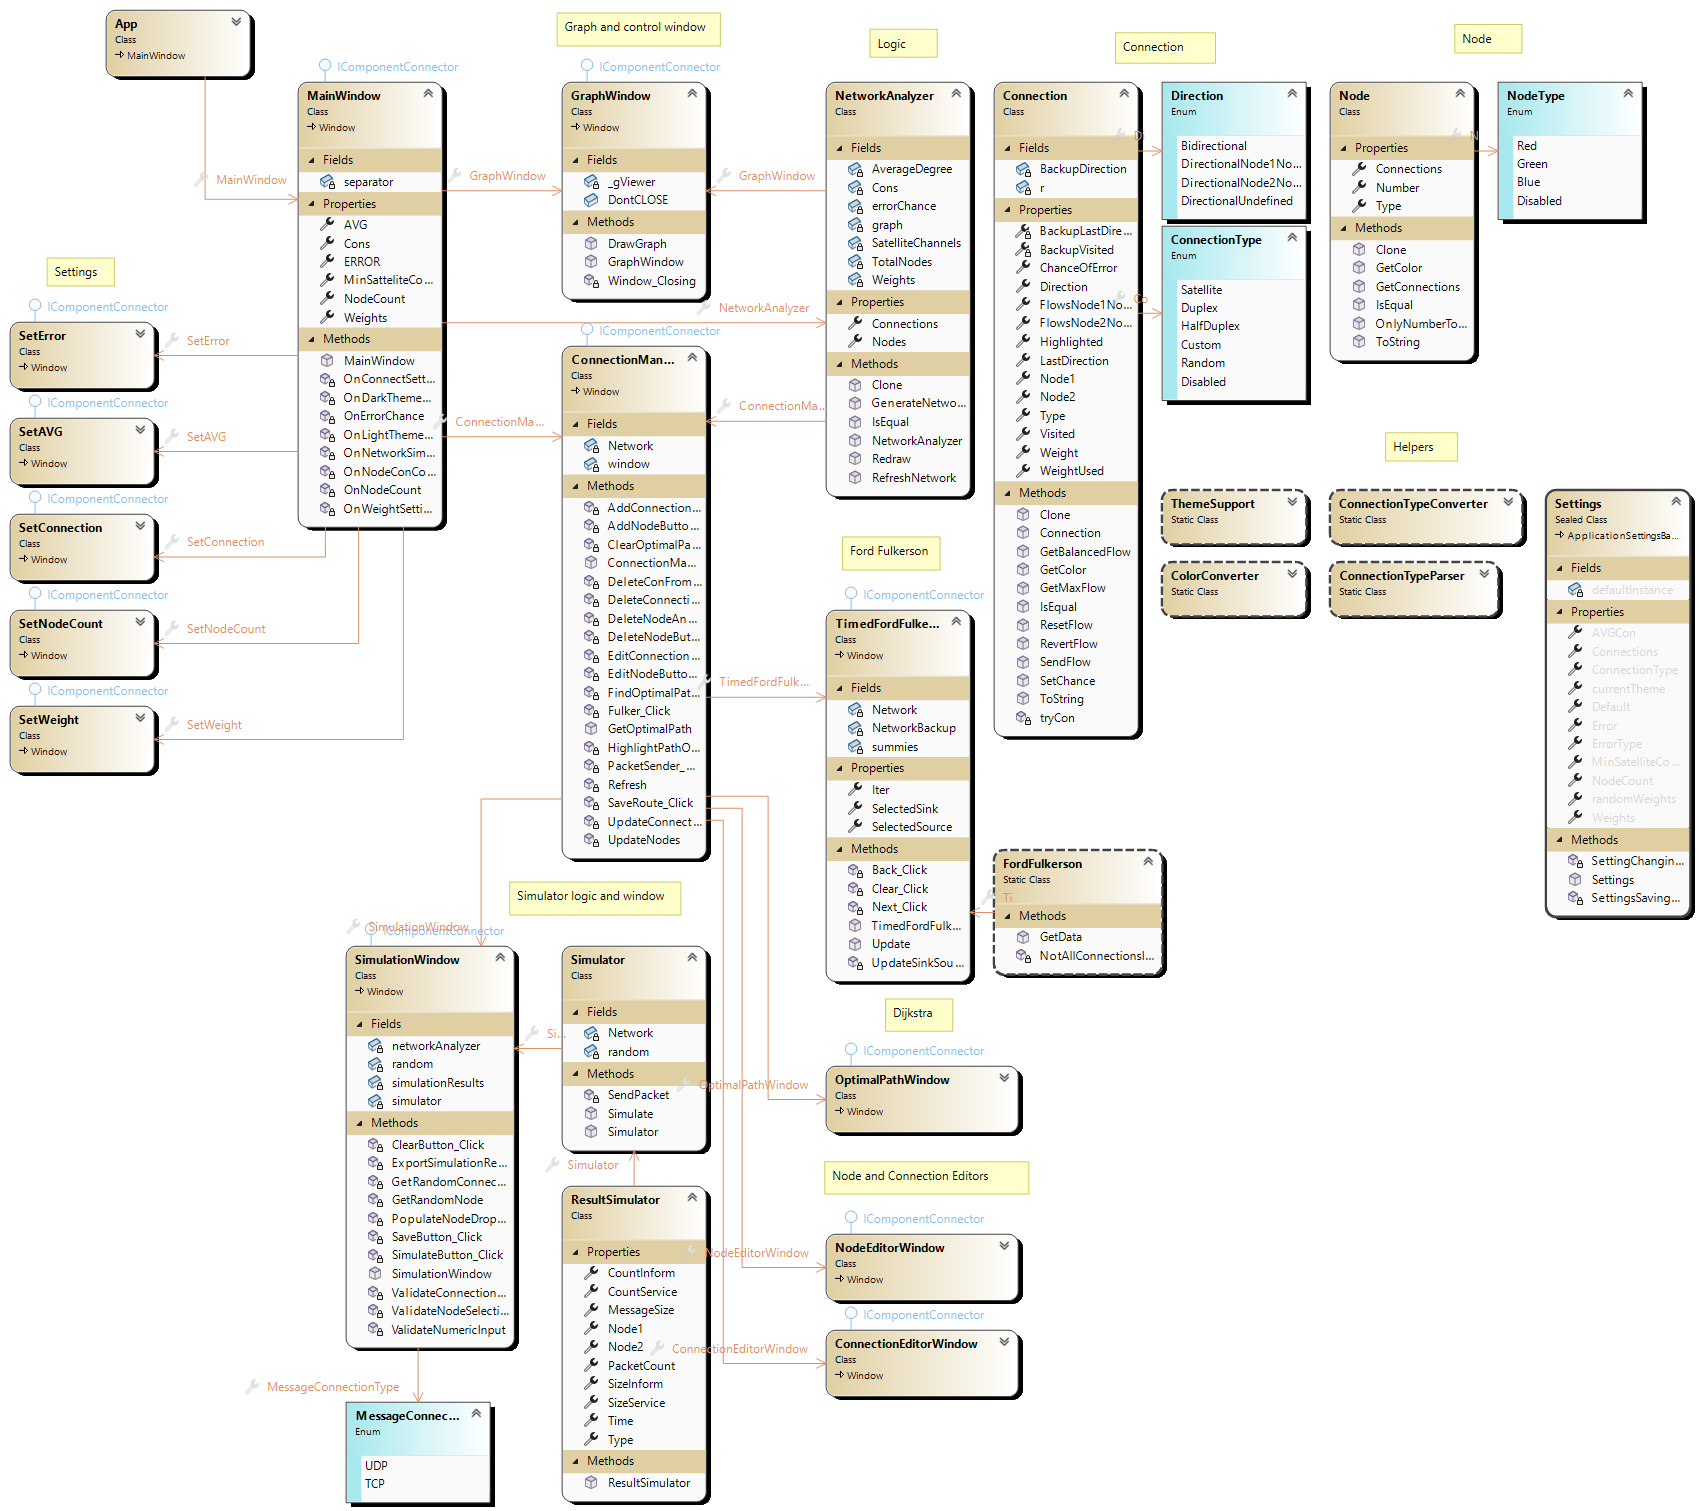 App
Class
MainWindow
MainWindow
IComponentConnector
MainWindow
Class
Window
Fields
separator
Properties
AVG
Cons
ERROR
MinSatteliteCo...
NodeCount
Weights
Methods
MainWindow
OnConnectSett...
OnDarkTheme...
OnErrorChance
OnLightTheme...
OnNetworkSim...
OnNodeConCo...
OnNodeCount
OnWeightSetti...
Settings
IComponentConnector
SetError
Class
Window
SetError
IComponentConnector
SetAVG
Class
Window
SetAVG
IComponentConnector
SetConnection
Class
Window
SetConnection
IComponentConnector
SetNodeCount
Class
Window
SetNodeCount
IComponentConnector
SetWeight
Class
Window
SetWeight
Graph and control window
IComponentConnector
GraphWindow
Class
Window
Fields
_gViewer
DontCLOSE
Methods
DrawGraph
GraphWindow
Window_Closing
GraphWindow
GraphWindow
NetworkAnalyzer
IComponentConnector
ConnectionMan...
Class
Window
Fields
Network
window
Methods
AddConnection...
AddNodeButto...
ClearOptimalPa...
ConnectionMa...
DeleteConFrom...
DeleteConnecti...
DeleteNodeAn...
DeleteNodeBut...
EditConnection...
EditNodeButto...
FindOptimalPat...
Fulker_Click
GetOptimalPath
HighlightPathO...
PacketSender_...
Refresh
SaveRoute_Click
UpdateConnect...
UpdateNodes
ConnectionMa...
ConnectionMa...
Logic
NetworkAnalyzer
Class
Fields
AverageDegree
Cons
errorChance
graph
SatelliteChannels
TotalNodes
Weights
Properties
Connections
Nodes
Methods
Clone
GenerateNetwo...
IsEqual
NetworkAnalyzer
Redraw
RefreshNetwork
Connection
Connection
Class
Fields
BackupDirection
r
Properties
BackupLastDire...
BackupVisited
ChanceOfError
Direction
FlowsNode1No...
FlowsNode2No...
Highlighted
LastDirection
Node1
Node2
Type
Visited
Weight
WeightUsed
Methods
Clone
Connection
GetBalancedFlow
GetColor
GetMaxFlow
IsEqual
ResetFlow
RevertFlow
SendFlow
SetChance
ToString
tryCon
Di
Co
Direction
Enum
Bidirectional
DirectionalNode1No...
DirectionalNode2No...
DirectionalUndefined
ConnectionType
Enum
Satellite
Duplex
HalfDuplex
Custom
Random
Disabled
Node
Node
Class
Properties
Connections
Number
Type
Methods
Clone
GetColor
GetConnections
IsEqual
OnlyNumberTo...
ToString
N
NodeType
Enum
Red
Green
Blue
Disabled
Helpers
ThemeSupport
Static Class
ConnectionTypeConverter
Static Class
ColorConverter
Static Class
ConnectionTypeParser
Static Class
Settings
Sealed Class
ApplicationSettingsBa...
Fields
defaultInstance
Properties
AVGCon
Connections
ConnectionType
currentTheme
Default
Error
ErrorType
MinSatelliteCo...
NodeCount
randomWeights
Weights
Methods
SettingChangin...
Settings
SettingsSaving...
Ford Fulkerson
IComponentConnector
TimedFordFulke...
Class
Window
Fields
Network
NetworkBackup
summies
Properties
Iter
SelectedSink
SelectedSource
Methods
Back_Click
Clear_Click
Next_Click
TimedFordFulk...
Update
UpdateSinkSou...
TimedFordFulk...
FordFulkerson
Static Class
Methods
GetData
NotAllConnectionsI...
Ti
Simulator logic and window
SimulationWindow
IComponentConnector
SimulationWindow
Class
Window
Fields
networkAnalyzer
random
simulationResults
simulator
Methods
ClearButton_Click
ExportSimulationRe...
GetRandomConnec...
GetRandomNode
PopulateNodeDrop...
SaveButton_Click
SimulateButton_Click
SimulationWindow
ValidateConnection...
ValidateNodeSelecti...
ValidateNumericInput
MessageConnectionType
MessageConnec...
Enum
UDP
TCP
Simulator
Class
Fields
Network
random
Methods
SendPacket
Simulate
Simulator
Si...
Simulator
ResultSimulator
Class
Properties
CountInform
CountService
MessageSize
Node1
Node2
PacketCount
SizeInform
SizeService
Time
Type
Methods
ResultSimulator
Dijkstra
IComponentConnector
OptimalPathWindow
Class
Window
OptimalPathWindow
Node and Connection Editors
IComponentConnector
NodeEditorWindow
Class
Window
NodeEditorWindow
IComponentConnector
ConnectionEditorWindow
Class
Window
ConnectionEditorWindow